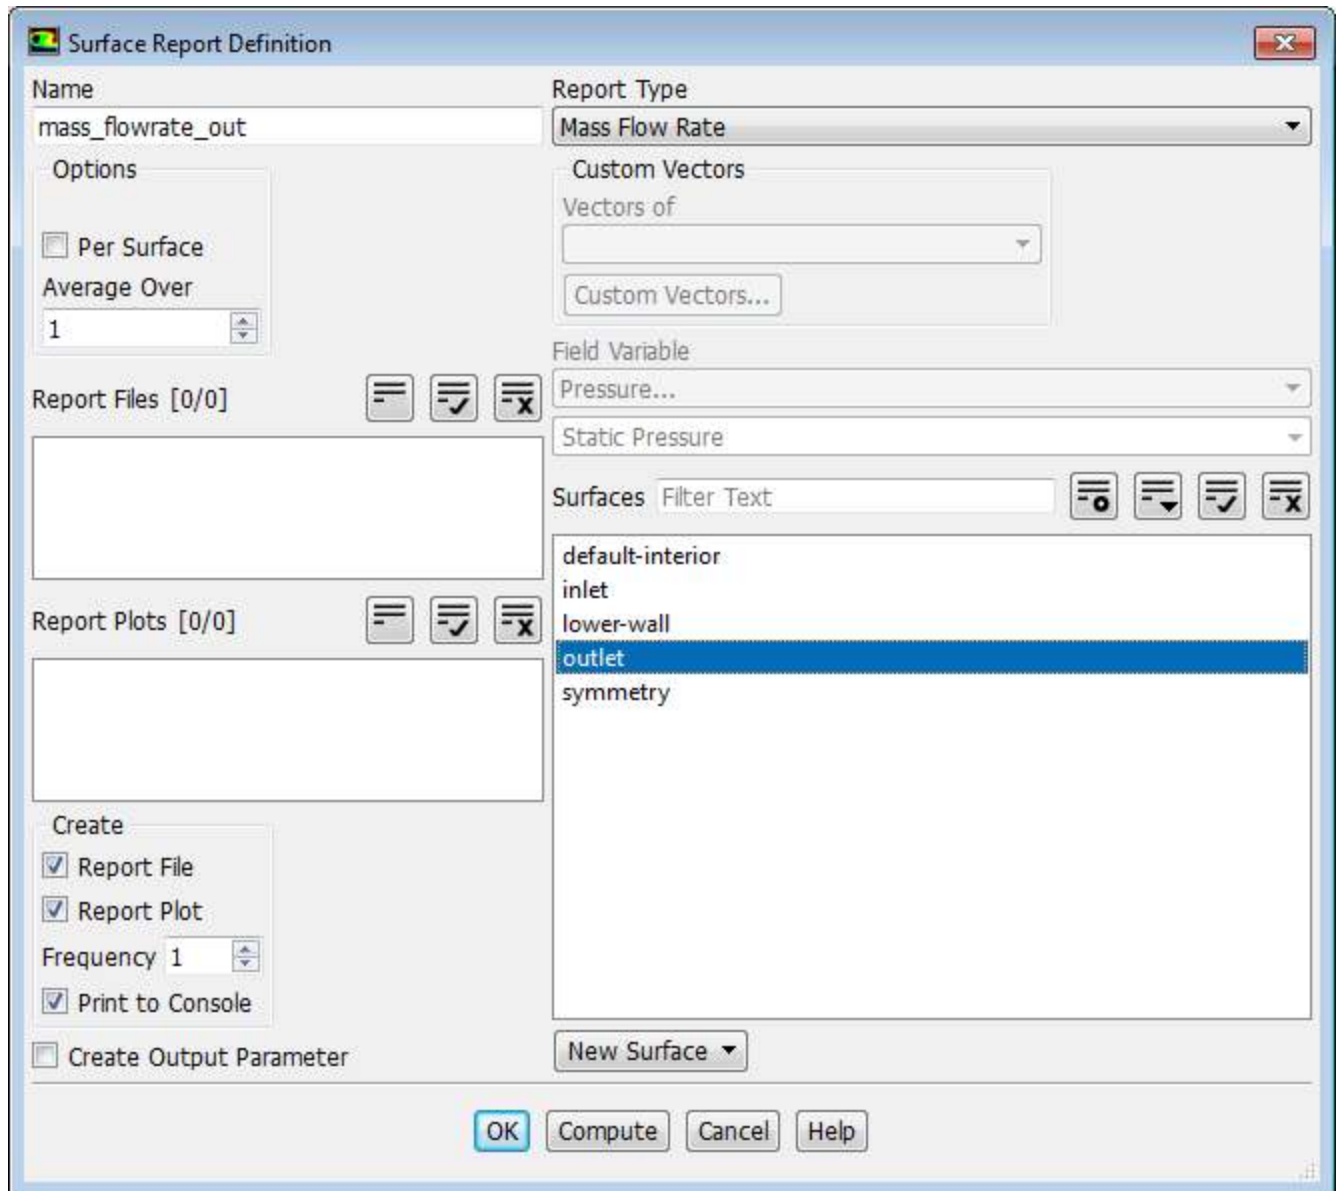 Surface Report Definition
Name
mass_flowrate_out
Options
Per Surface
Average Over
1
Report Files [0/0]
Report Plots [0/0]
Create
Report File
Report Plot
Frequency 1
Print to Console
Create Output Parameter
Report Type
Mass Flow Rate
Custom Vectors
Vectors of
Custom Vectors...
Field Variable
Pressure...
Static Pressure
Surfaces Filter Text
default-interior
inlet
lower-wall
outlet
symmetry
New Surface
OK Compute Cancel Help